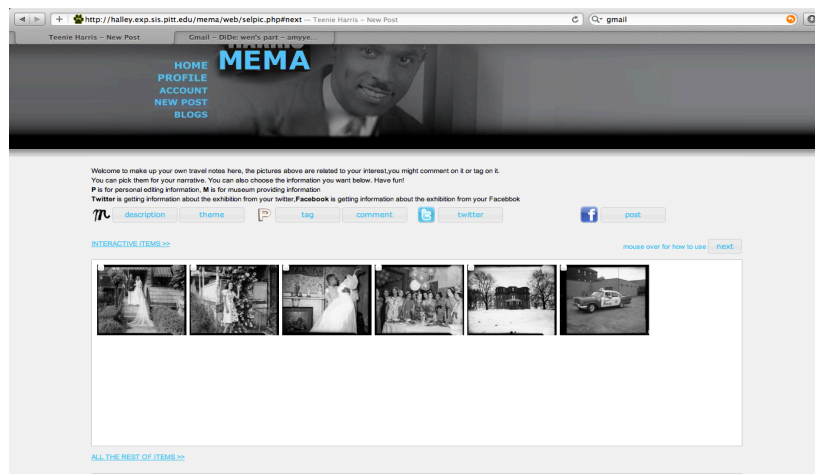 http://halley.exp.sis.pitt.edu/mema/web/selpic.php#next — Teenie Harris – New Post
gmail
Teenie Harris – New Post
Gmail – DiDe: wen's part – amyye...
HARRIS
MEMA
HOME
PROFILE
ACCOUNT
NEW POST
BLOGS
Welcome to make up your own travel notes here, the pictures above are related to your interest,you might comment on it or tag on it.
You can pick them for your narrative. You can also choose the information you want below. Have fun!
P is for personal editing information, M is for museum providing information
Twitter is getting information about the exhibition from your twitter,Facebook is getting information about the exhibition from your Facebbok
m description theme P tag comment t twitter f post
INTERACTIVE ITEMS >>
mouse over for how to use next
ALL THE REST OF ITEMS >>